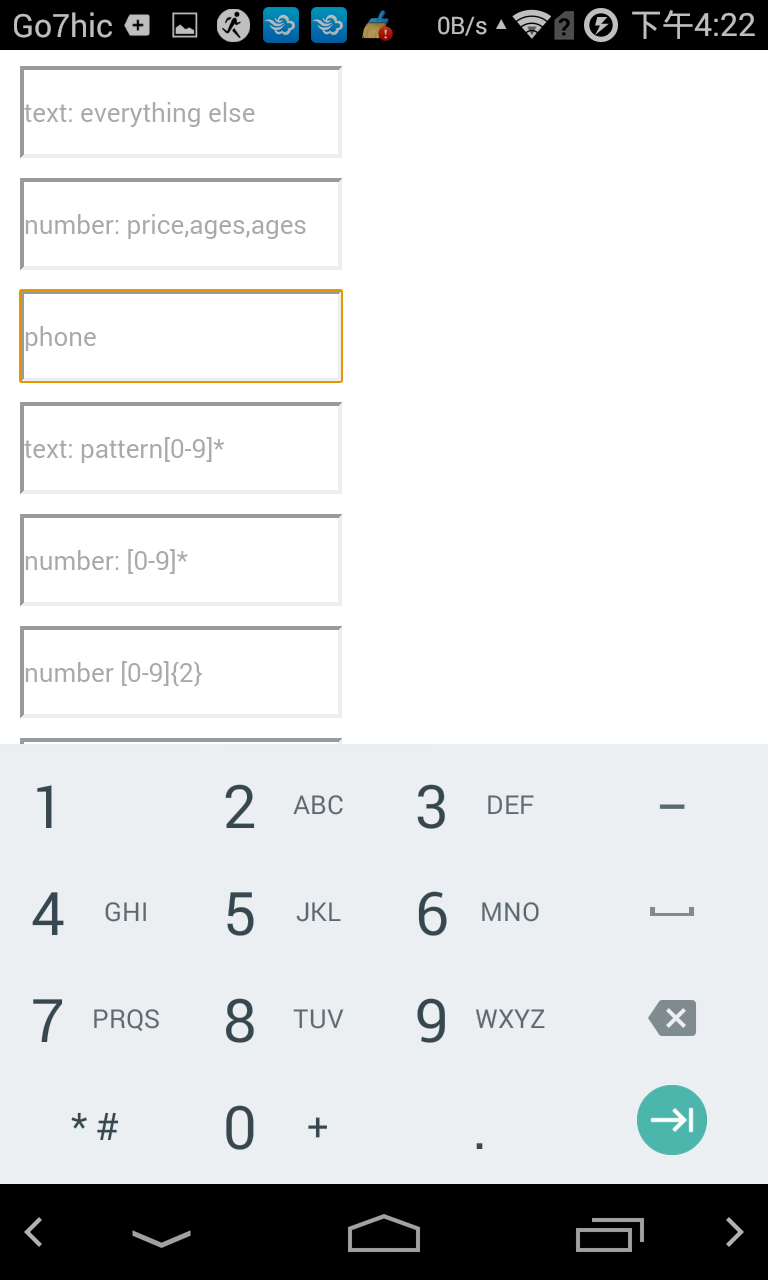 Go7hic 0B/s 下午4:22
text: everything else
number: price,ages,ages
phone
text: pattern[0-9]*
number: [0-9]*
number [0-9]{2}
1 2 ABC 3 DEF –
4 GHI 5 JKL 6 MNO
7 PRQS 8 TUV 9 WXYZ
* # 0 + .